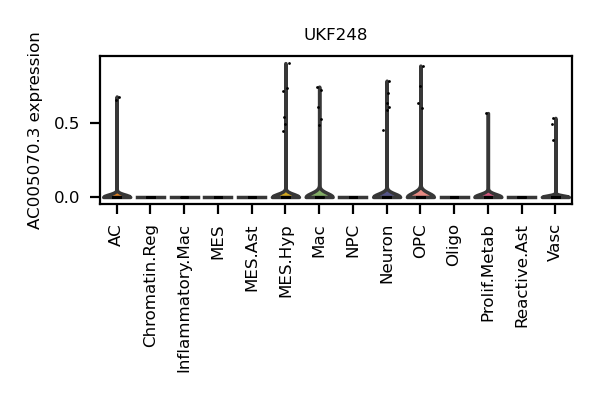 UKF248
AC005070.3 expression
0.5
0.0
AC
Chromatin.Reg
Inflammatory.Mac
MES
MES.Ast
MES.Hyp
Mac
NPC
Neuron
OPC
Oligo
Prolif.Metab
Reactive.Ast
Vasc